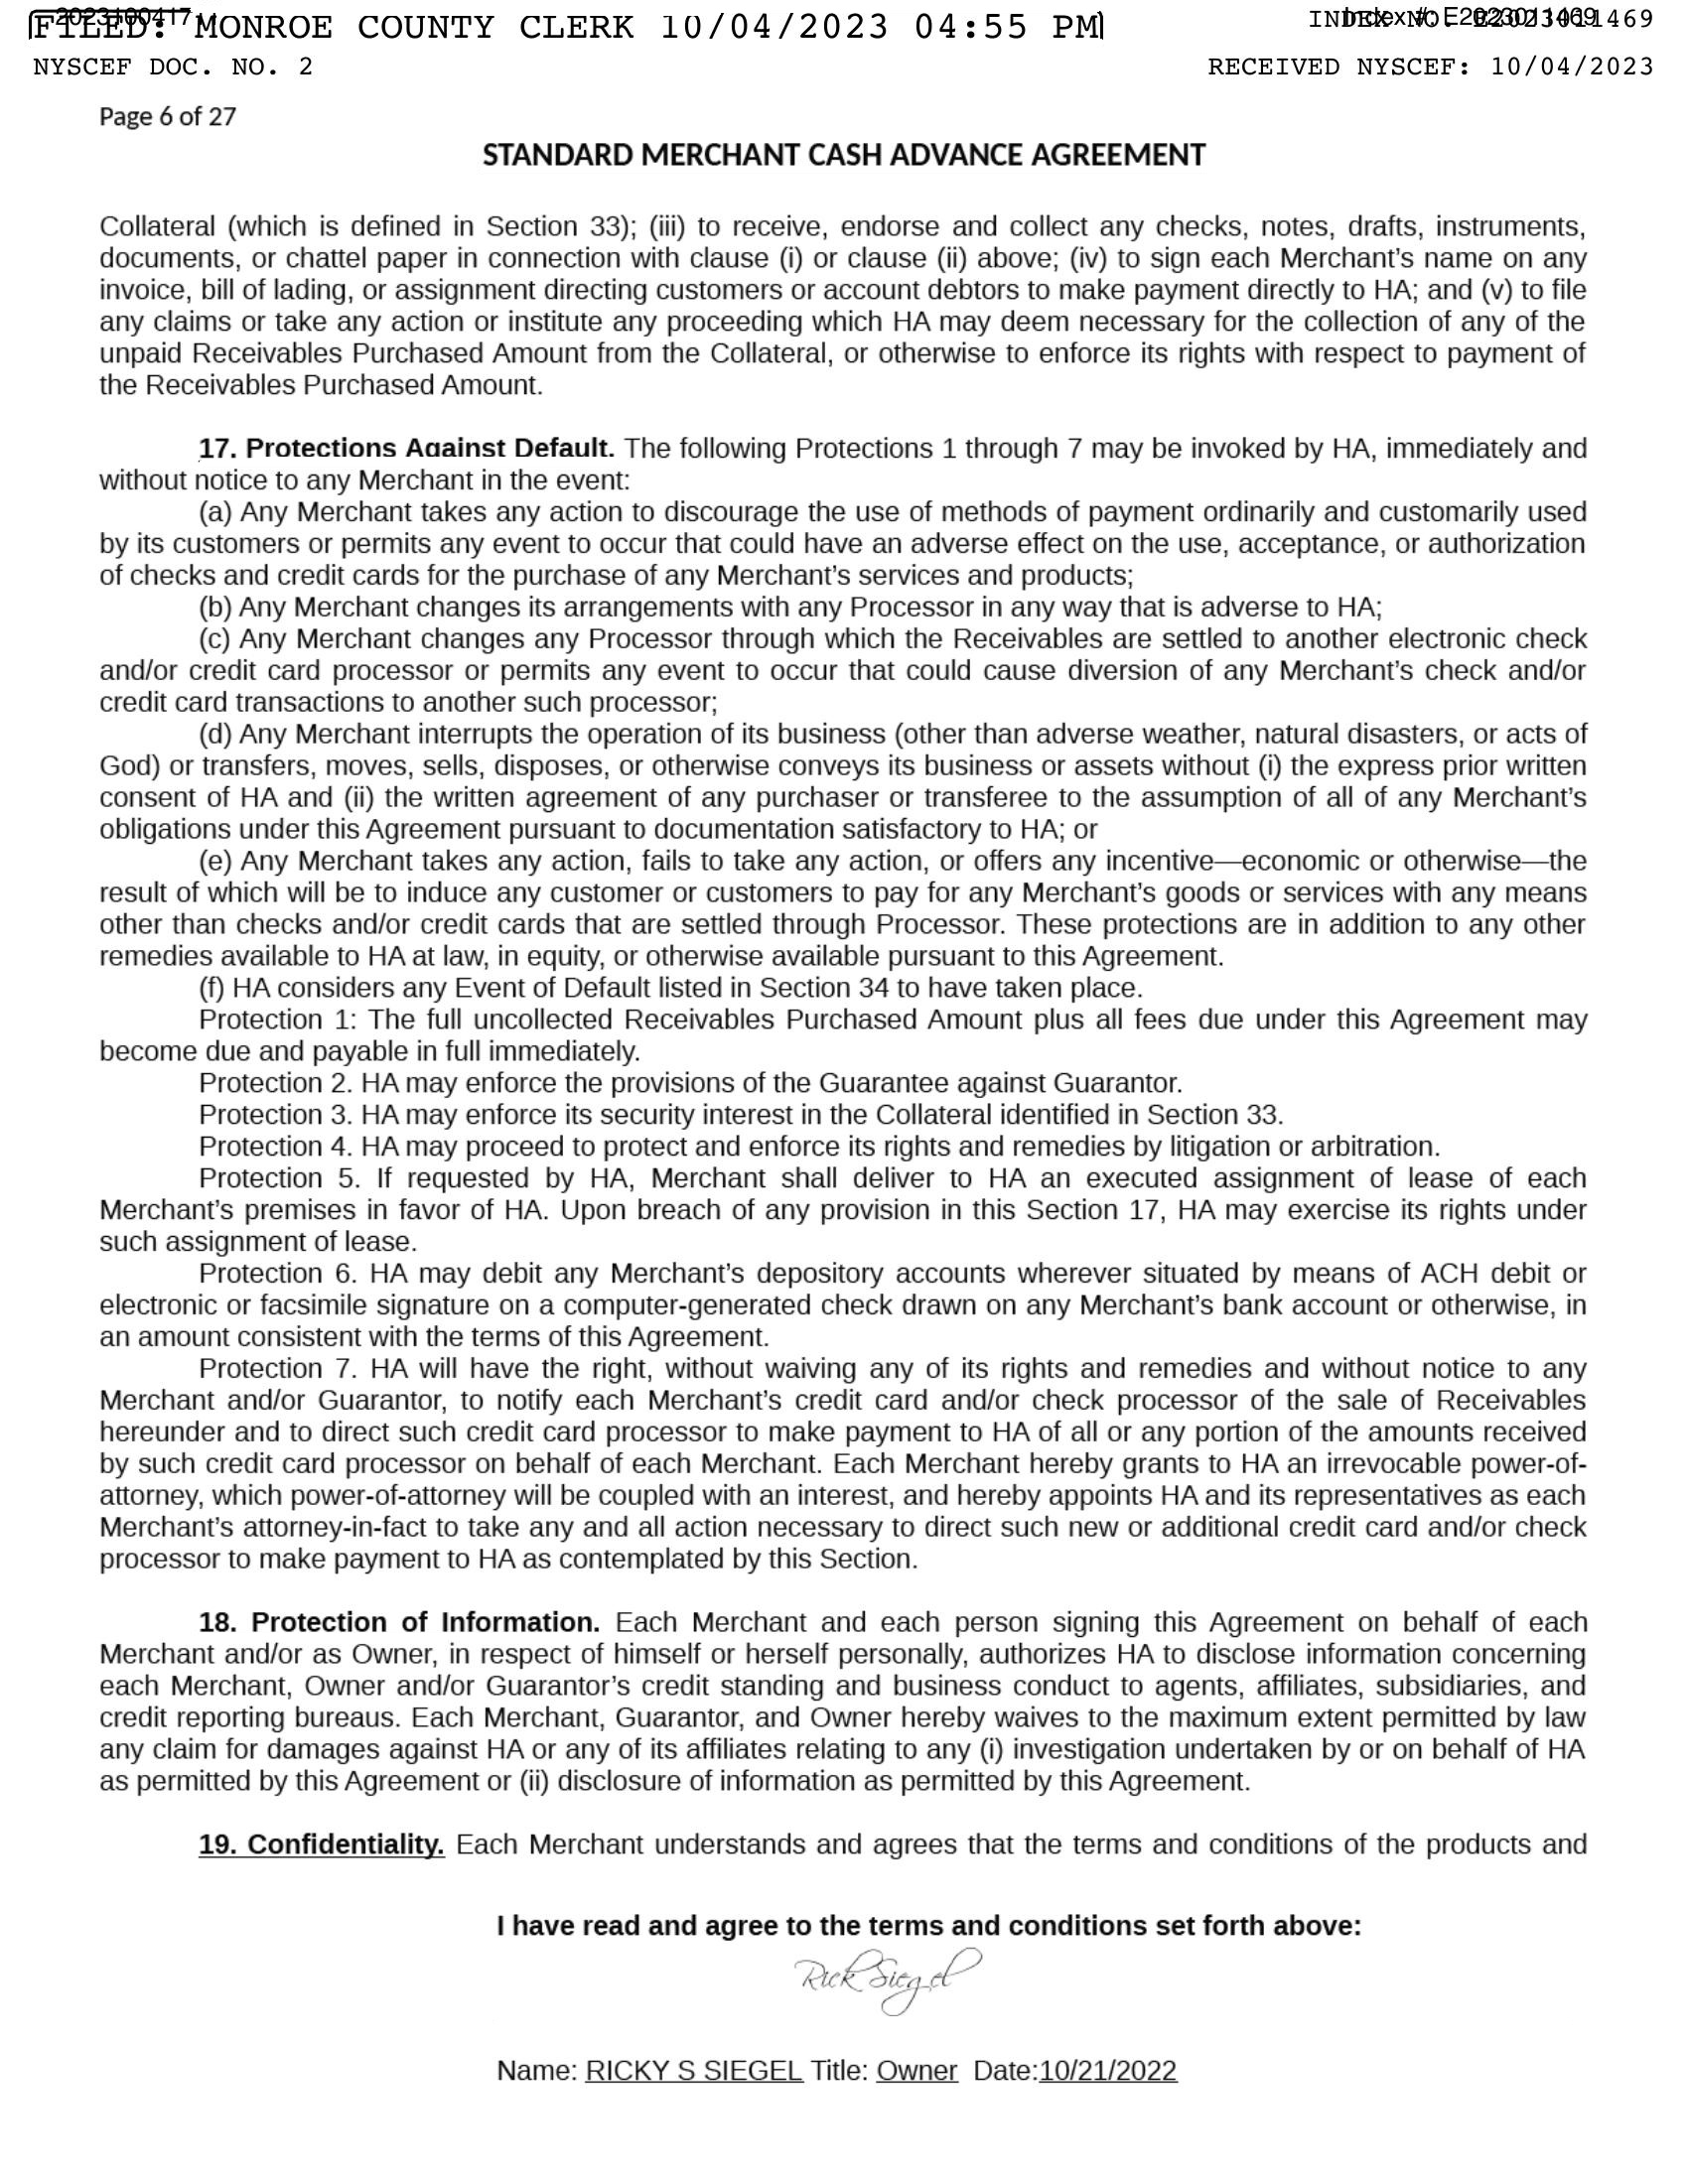 202310041711
FILED: MONROE COUNTY CLERK 10/04/2023 04:55 PM
INDEX NO. E2023011469
Index #: E2023011469
NYSCEF DOC. NO. 2
RECEIVED NYSCEF: 10/04/2023
Page 6 of 27
STANDARD MERCHANT CASH ADVANCE AGREEMENT
Collateral (which is defined in Section 33); (iii) to receive, endorse and collect any checks, notes, drafts, instruments,
documents, or chattel paper in connection with clause (i) or clause (ii) above; (iv) to sign each Merchant’s name on any
invoice, bill of lading, or assignment directing customers or account debtors to make payment directly to HA; and (v) to file
any claims or take any action or institute any proceeding which HA may deem necessary for the collection of any of the
unpaid Receivables Purchased Amount from the Collateral, or otherwise to enforce its rights with respect to payment of
the Receivables Purchased Amount.
17. Protections Against Default. The following Protections 1 through 7 may be invoked by HA, immediately and
without notice to any Merchant in the event:
(a) Any Merchant takes any action to discourage the use of methods of payment ordinarily and customarily used
by its customers or permits any event to occur that could have an adverse effect on the use, acceptance, or authorization
of checks and credit cards for the purchase of any Merchant’s services and products;
(b) Any Merchant changes its arrangements with any Processor in any way that is adverse to HA;
(c) Any Merchant changes any Processor through which the Receivables are settled to another electronic check
and/or credit card processor or permits any event to occur that could cause diversion of any Merchant’s check and/or
credit card transactions to another such processor;
(d) Any Merchant interrupts the operation of its business (other than adverse weather, natural disasters, or acts of
God) or transfers, moves, sells, disposes, or otherwise conveys its business or assets without (i) the express prior written
consent of HA and (ii) the written agreement of any purchaser or transferee to the assumption of all of any Merchant’s
obligations under this Agreement pursuant to documentation satisfactory to HA; or
(e) Any Merchant takes any action, fails to take any action, or offers any incentive—economic or otherwise—the
result of which will be to induce any customer or customers to pay for any Merchant’s goods or services with any means
other than checks and/or credit cards that are settled through Processor. These protections are in addition to any other
remedies available to HA at law, in equity, or otherwise available pursuant to this Agreement.
(f) HA considers any Event of Default listed in Section 34 to have taken place.
Protection 1: The full uncollected Receivables Purchased Amount plus all fees due under this Agreement may
become due and payable in full immediately.
Protection 2. HA may enforce the provisions of the Guarantee against Guarantor.
Protection 3. HA may enforce its security interest in the Collateral identified in Section 33.
Protection 4. HA may proceed to protect and enforce its rights and remedies by litigation or arbitration.
Protection 5. If requested by HA, Merchant shall deliver to HA an executed assignment of lease of each
Merchant’s premises in favor of HA. Upon breach of any provision in this Section 17, HA may exercise its rights under
such assignment of lease.
Protection 6. HA may debit any Merchant’s depository accounts wherever situated by means of ACH debit or
electronic or facsimile signature on a computer-generated check drawn on any Merchant’s bank account or otherwise, in
an amount consistent with the terms of this Agreement.
Protection 7. HA will have the right, without waiving any of its rights and remedies and without notice to any
Merchant and/or Guarantor, to notify each Merchant’s credit card and/or check processor of the sale of Receivables
hereunder and to direct such credit card processor to make payment to HA of all or any portion of the amounts received
by such credit card processor on behalf of each Merchant. Each Merchant hereby grants to HA an irrevocable power-of-
attorney, which power-of-attorney will be coupled with an interest, and hereby appoints HA and its representatives as each
Merchant’s attorney-in-fact to take any and all action necessary to direct such new or additional credit card and/or check
processor to make payment to HA as contemplated by this Section.
18. Protection of Information. Each Merchant and each person signing this Agreement on behalf of each
Merchant and/or as Owner, in respect of himself or herself personally, authorizes HA to disclose information concerning
each Merchant, Owner and/or Guarantor’s credit standing and business conduct to agents, affiliates, subsidiaries, and
credit reporting bureaus. Each Merchant, Guarantor, and Owner hereby waives to the maximum extent permitted by law
any claim for damages against HA or any of its affiliates relating to any (i) investigation undertaken by or on behalf of HA
as permitted by this Agreement or (ii) disclosure of information as permitted by this Agreement.
19. Confidentiality. Each Merchant understands and agrees that the terms and conditions of the products and
I have read and agree to the terms and conditions set forth above:
Rick Siegel
Name: RICKY S SIEGEL Title: Owner Date:10/21/2022